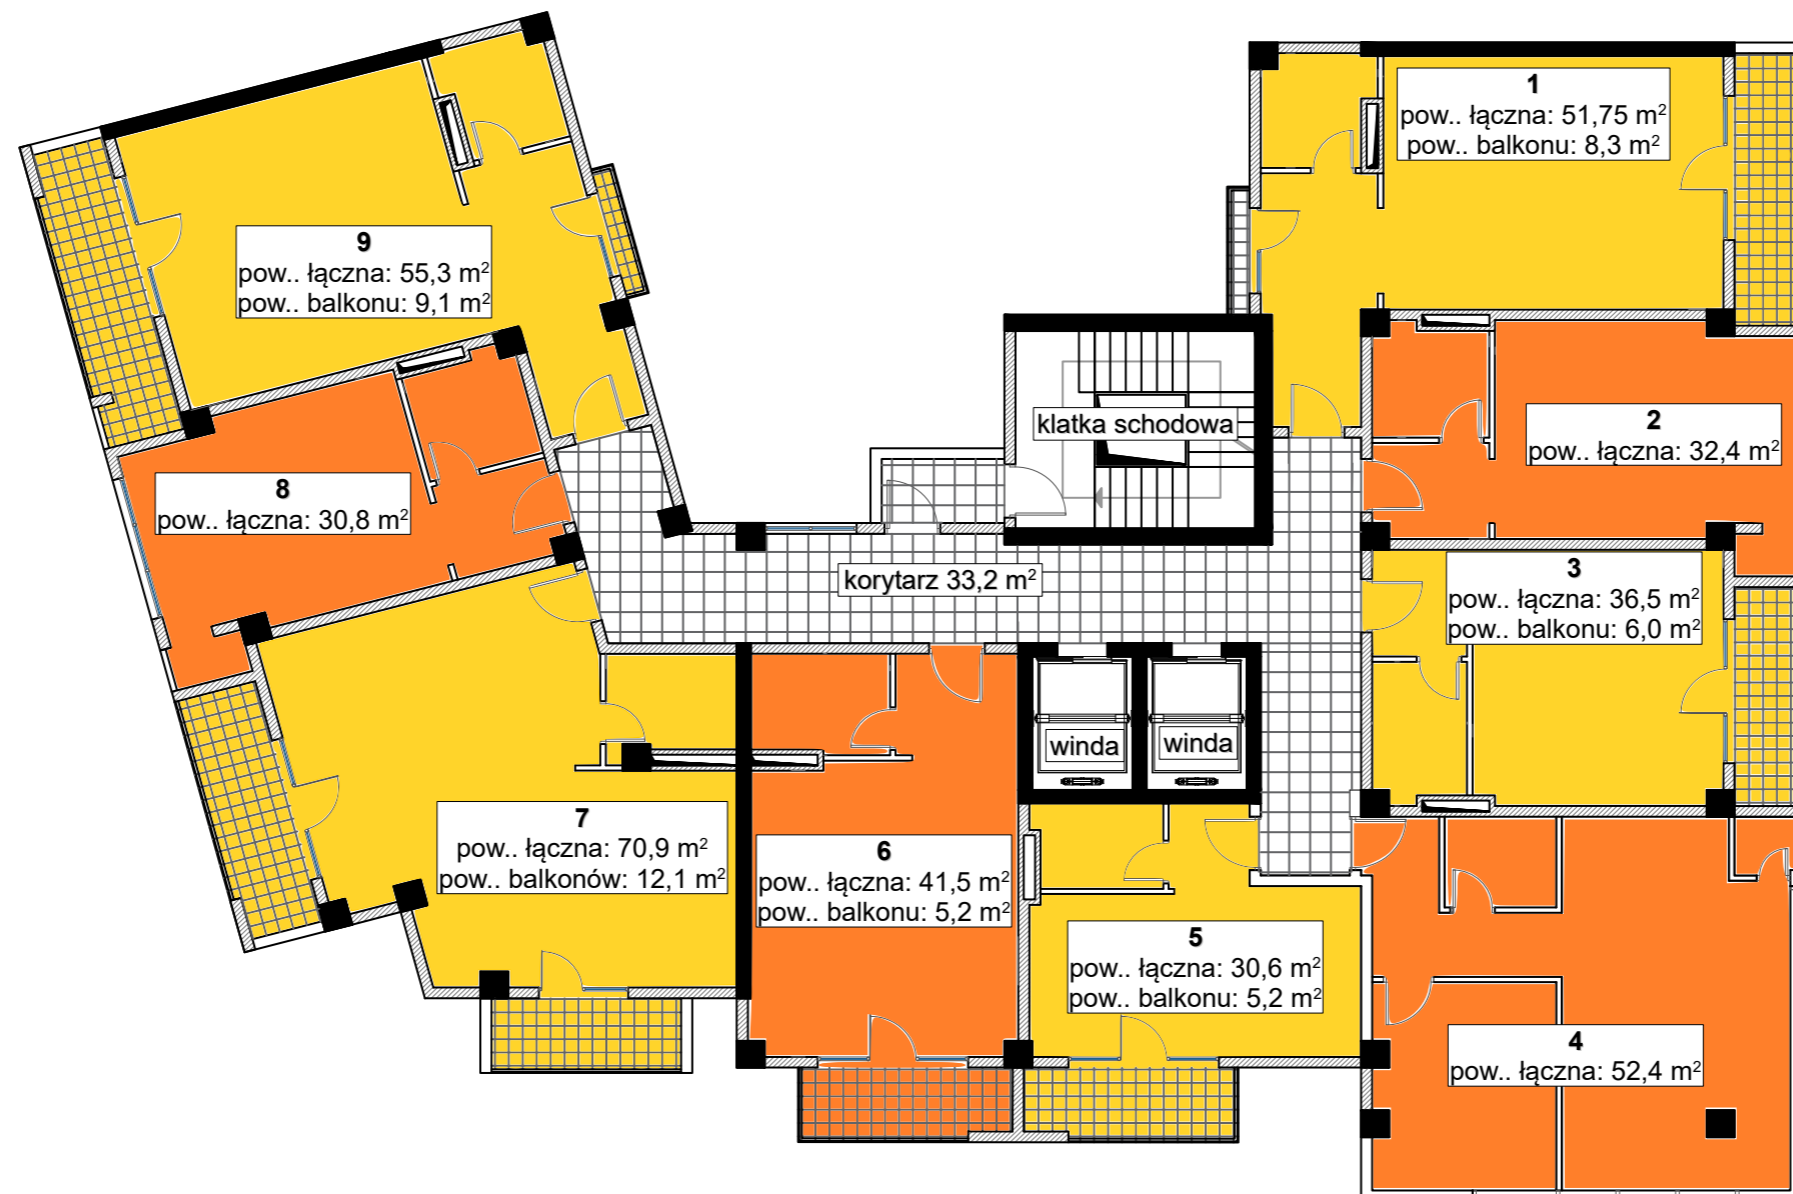 1
pow.. łączna: 51,75 m²
pow.. balkonu: 8,3 m²
9
pow.. łączna: 55,3 m²
pow.. balkonu: 9,1 m²
klatka schodowa
2
pow.. łączna: 32,4 m²
8
pow.. łączna: 30,8 m²
korytarz 33,2 m²
3
pow.. łączna: 36,5 m²
pow.. balkonu: 6,0 m²
winda
winda
7
pow.. łączna: 70,9 m²
pow.. balkonów: 12,1 m²
6
pow.. łączna: 41,5 m²
pow.. balkonu: 5,2 m²
5
pow.. łączna: 30,6 m²
pow.. balkonu: 5,2 m²
4
pow.. łączna: 52,4 m²